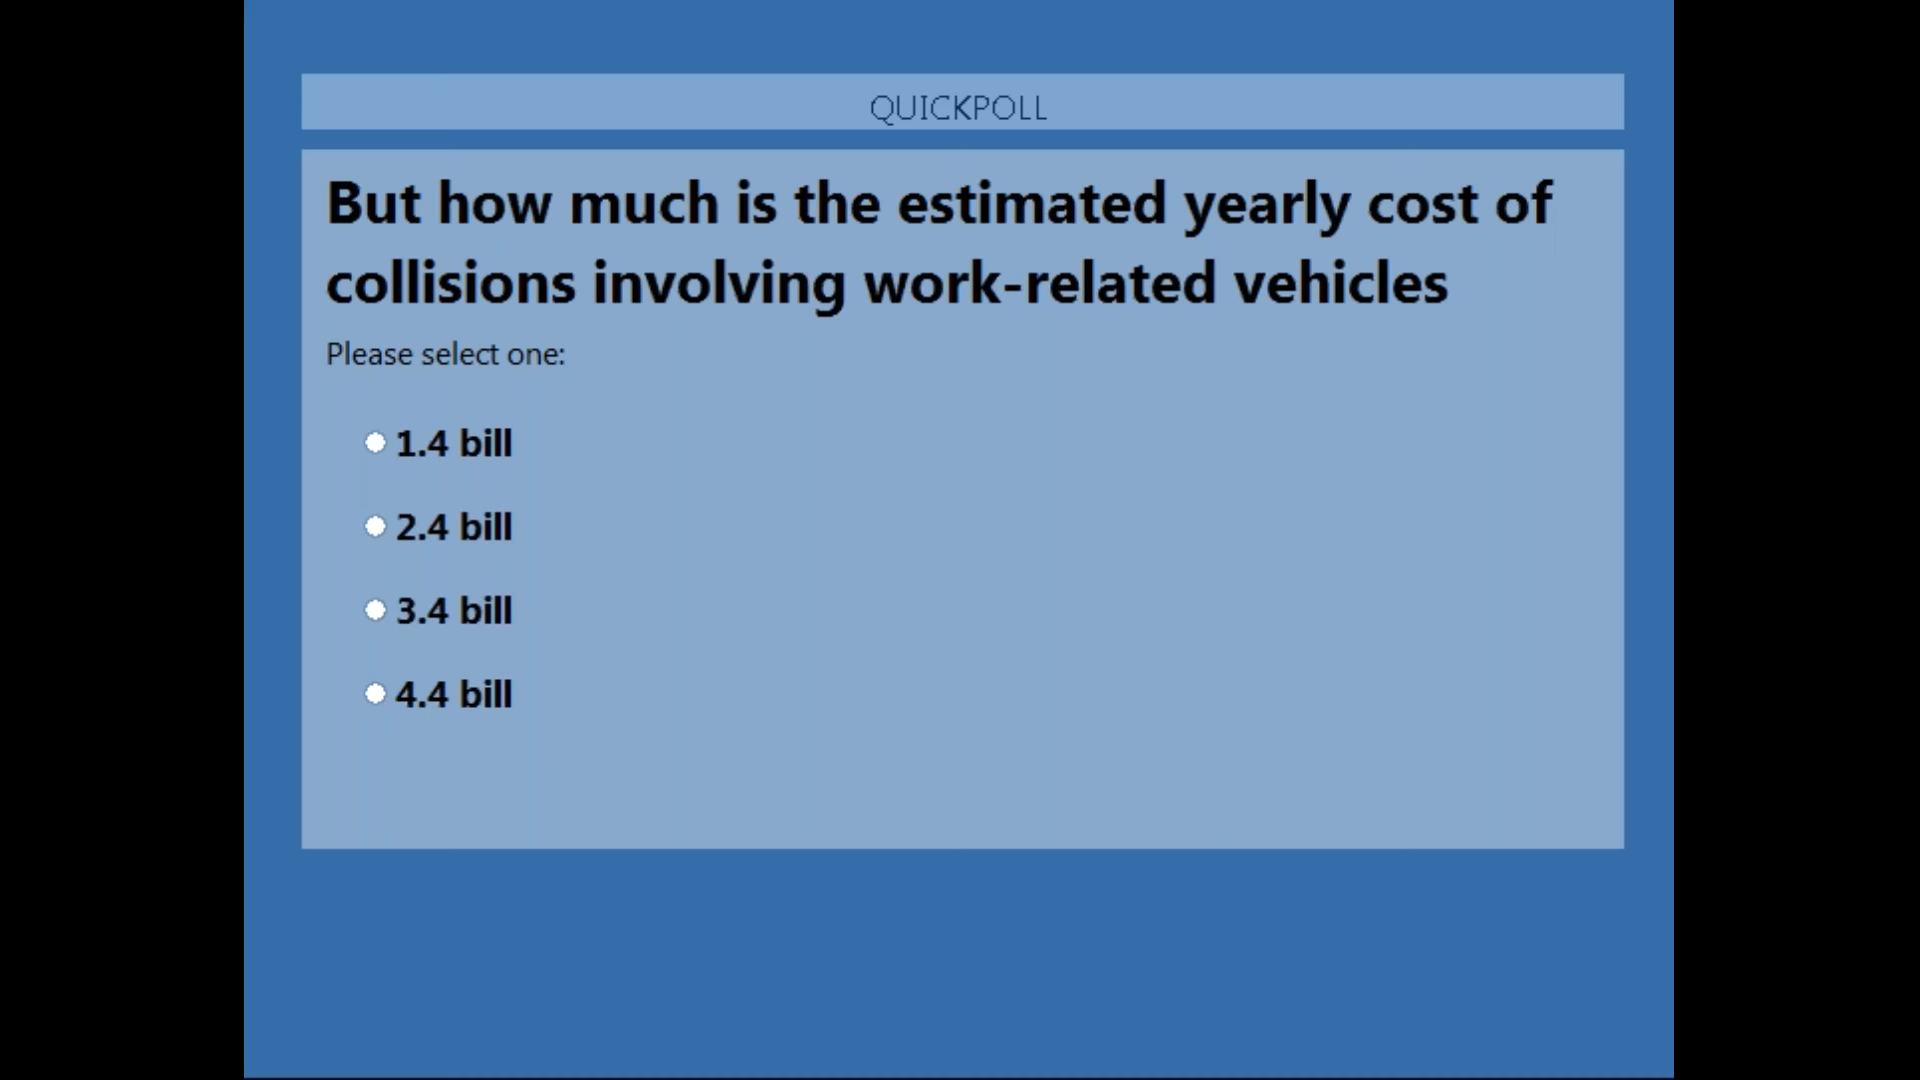 QUICKPOLL
But how much is the estimated yearly cost of
collisions involving work-related vehicles
Please select one:
1.4 bill
2.4 bill
3.4 bill
4.4 bill